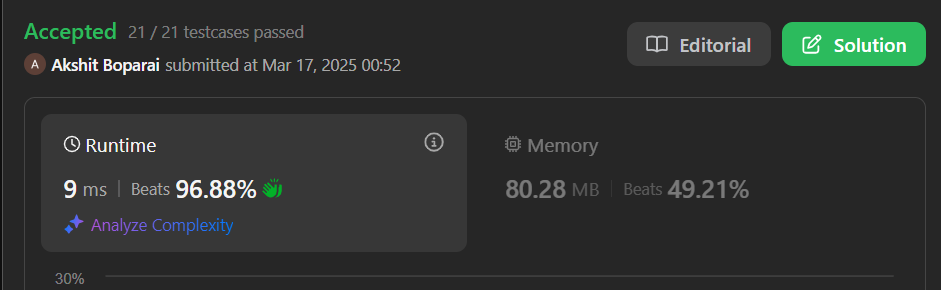 Accepted 21 / 21 testcases passed
Editorial
Solution
A Akshit Boparai submitted at Mar 17, 2025 00:52
Runtime
9 ms | Beats 96.88%
Analyze Complexity
Memory
80.28 MB | Beats 49.21%
30%